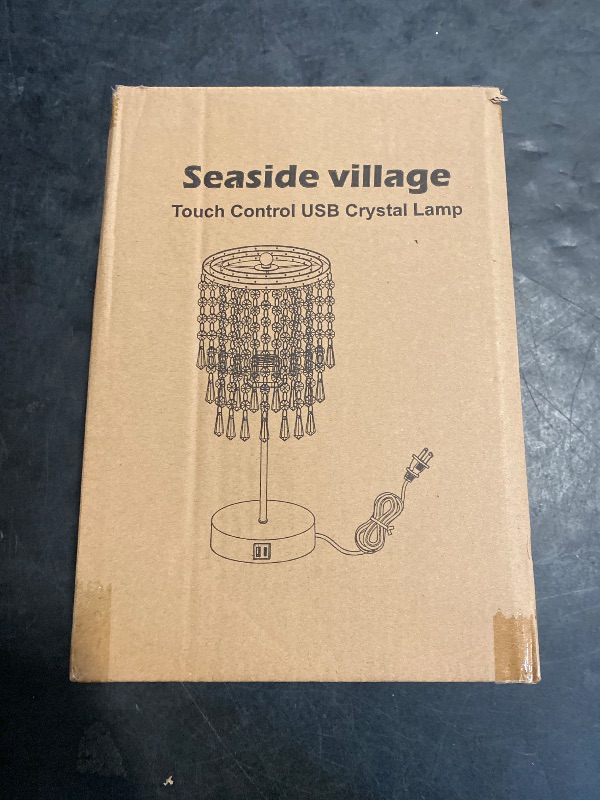 Seaside village
Touch Control USB Crystal Lamp